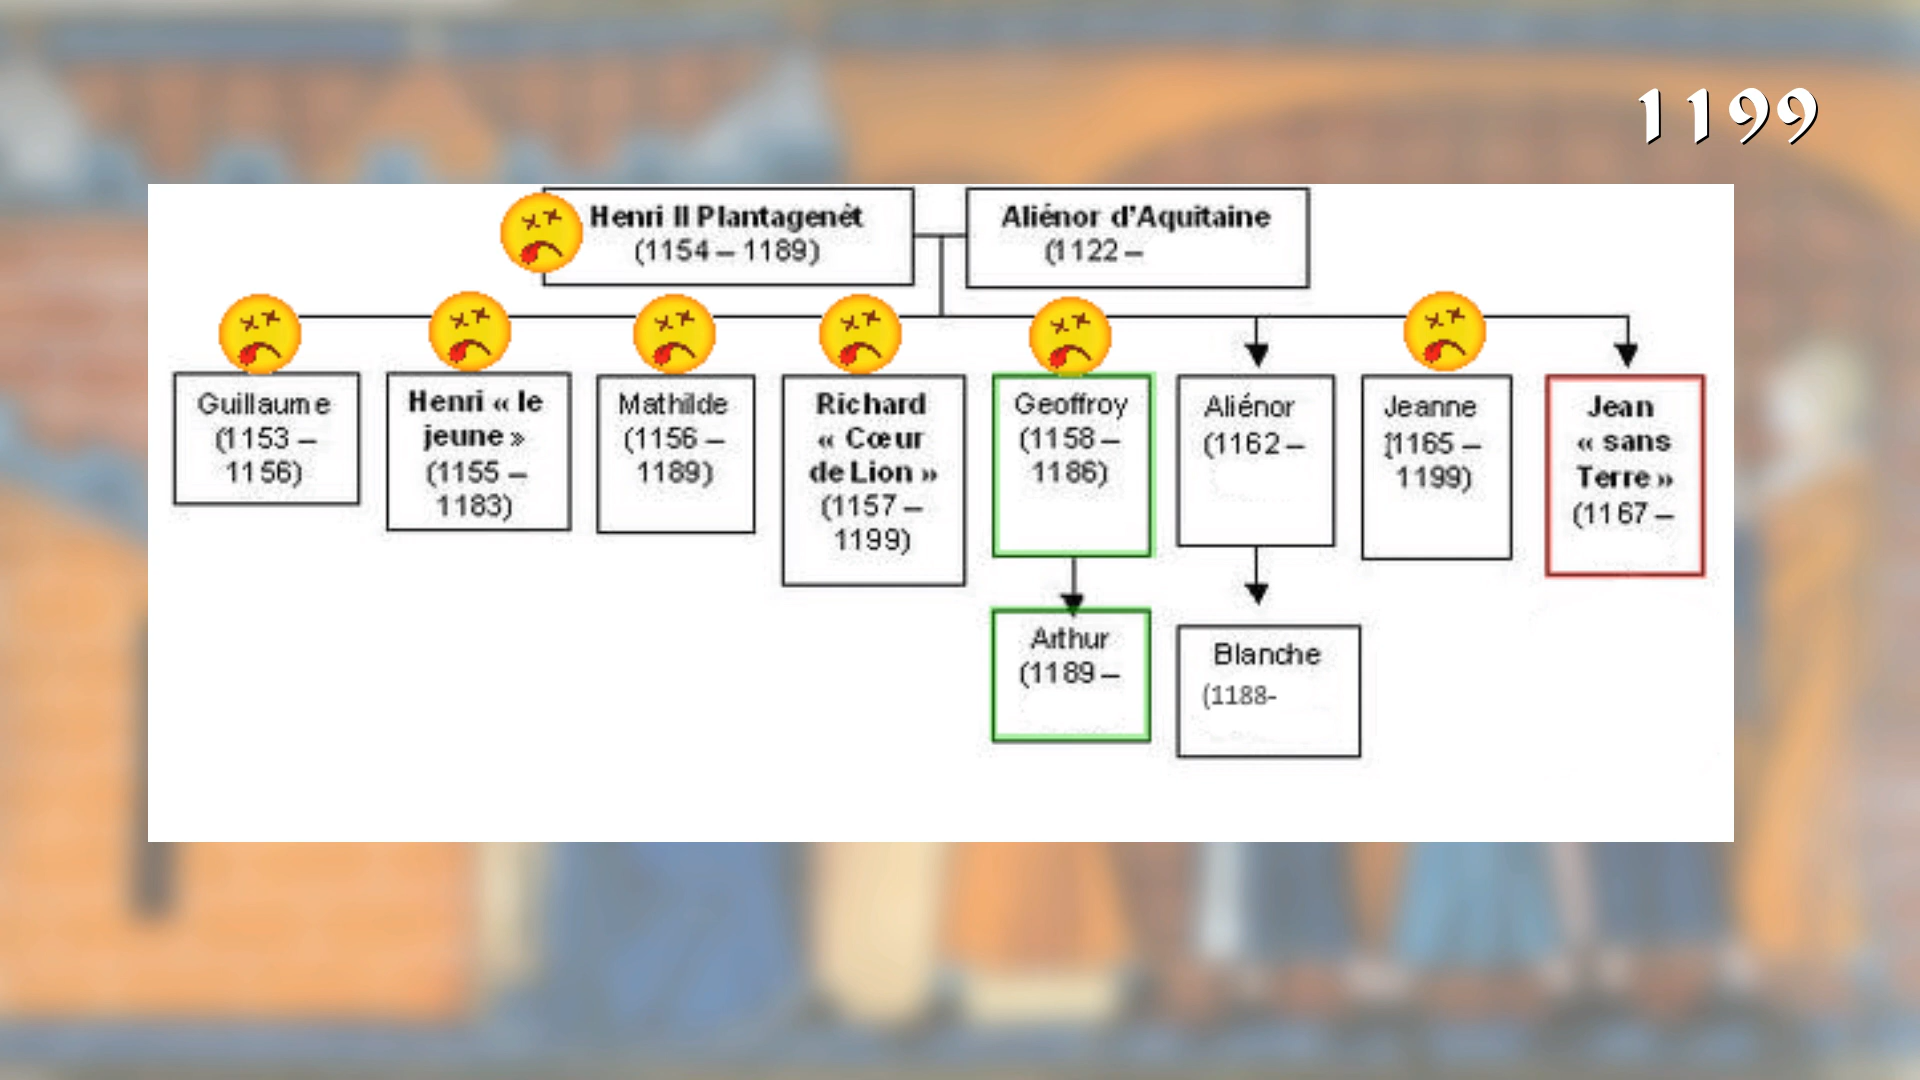 1199
Henri II Plantagenêt
(1154 – 1189)
Aliénor d'Aquitaine
(1122 –
Guillaume
(1153 –
1156)
Henri « le
jeune »
(1155 –
1183)
Mathilde
(1156 –
1189)
Richard
« Cœur
de Lion »
(1157 –
1199)
Geoffroy
(1158 –
1186)
Aliénor
(1162 –
Jeanne
(1165 –
1199)
Jean
« sans
Terre »
(1167 –
Arthur
(1189 –
Blanche
(1188-